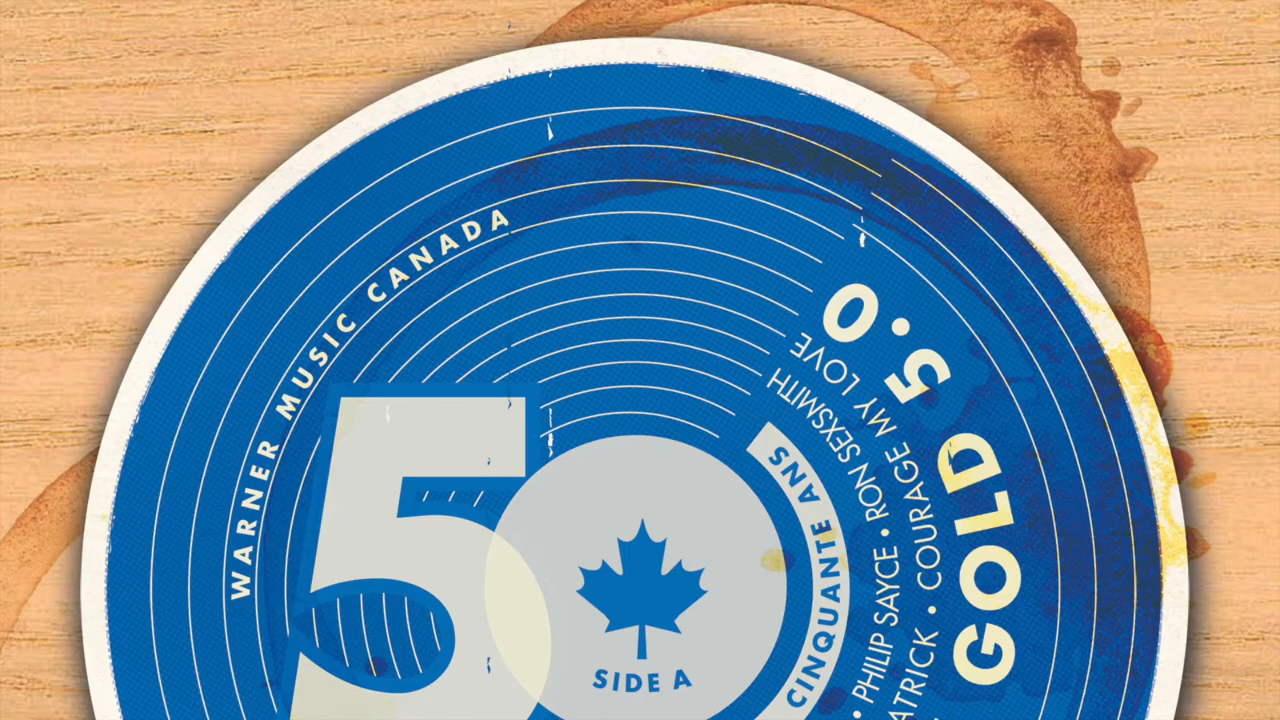 WARNER MUSIC CANADA
50
SIDE A
CINQUANTE ANS
• PHILIP SAYCE • RON SEXSMITH
ATRICK • COURAGE MY LOVE
GOLD 5.0